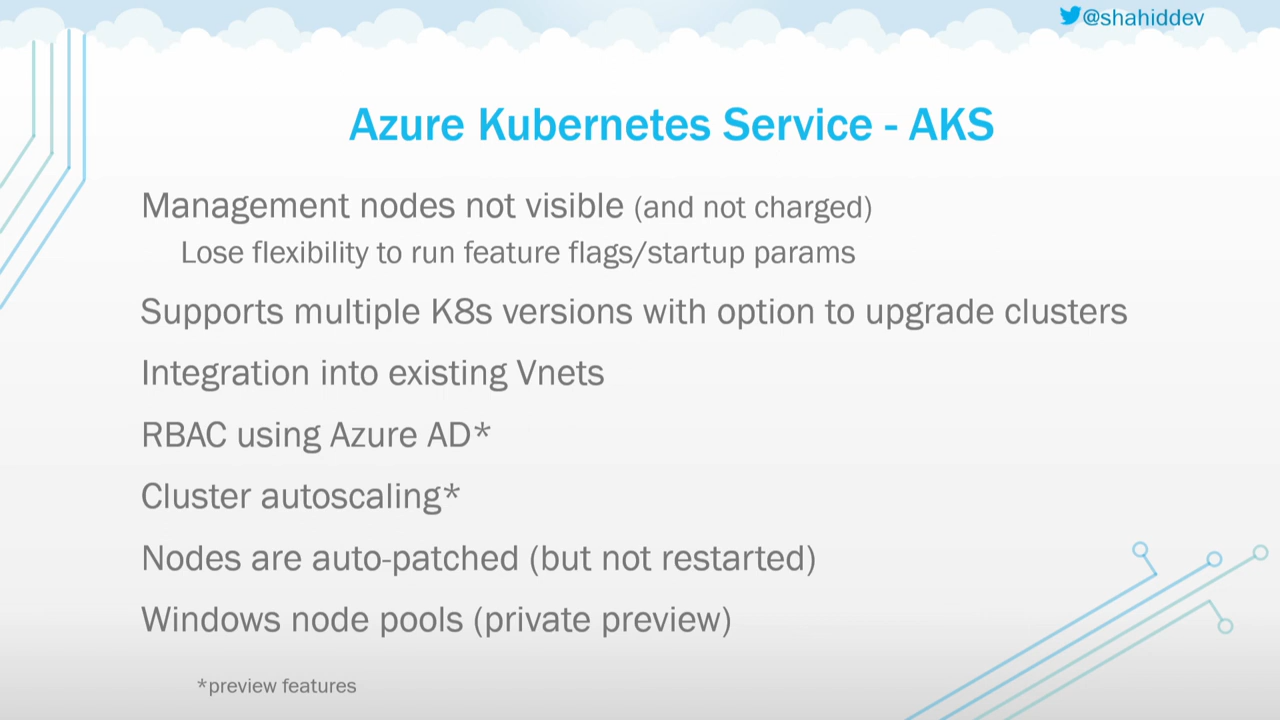 @shahiddev
Azure Kubernetes Service - AKS
Management nodes not visible (and not charged)
Lose flexibility to run feature flags/startup params
Supports multiple K8s versions with option to upgrade clusters
Integration into existing Vnets
RBAC using Azure AD*
Cluster autoscaling*
Nodes are auto-patched (but not restarted)
Windows node pools (private preview)
*preview features